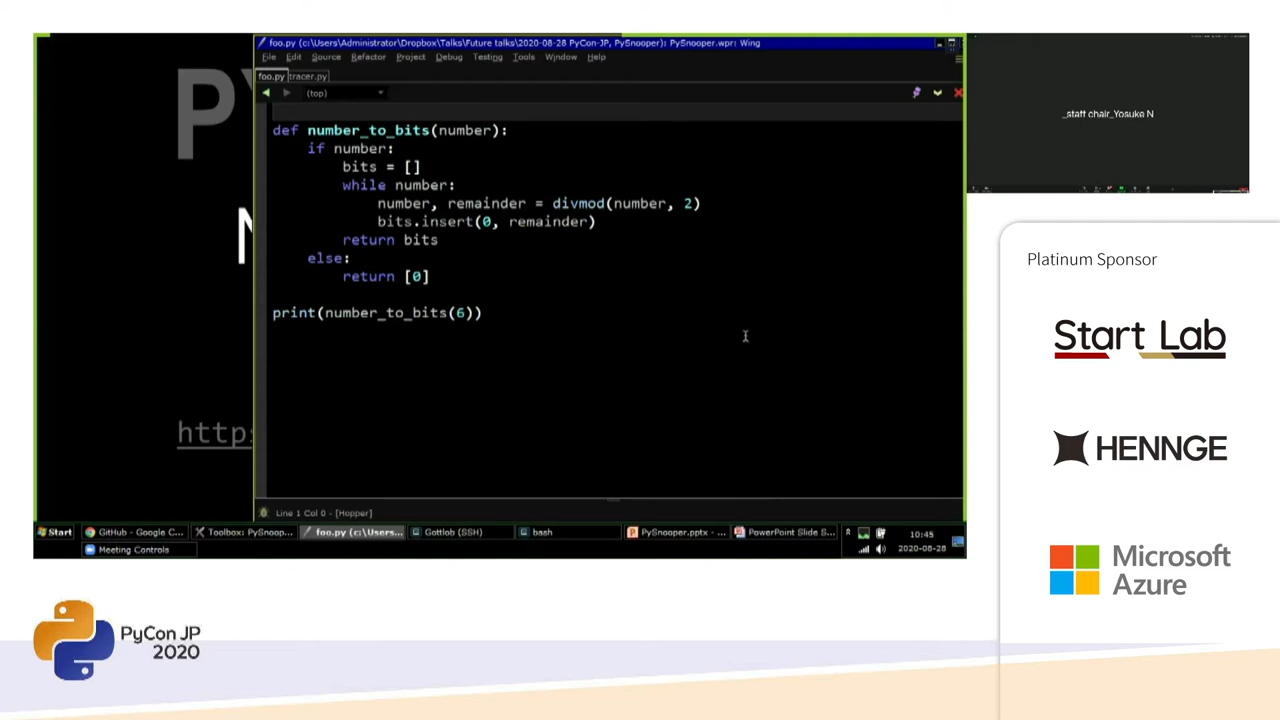 foo.py (c:\Users\Administrator\Dropbox\Talks\Future talks\2020-08-28 PyCon-JP, PySnooper): PySnooper.wpr: Wing
File Edit Source Refactor Project Debug Testing Tools Window Help
foo.py tracer.py
(top)
def number_to_bits(number):
if number:
bits = []
while number:
number, remainder = divmod(number, 2)
bits.insert(0, remainder)
return bits
else:
return [0]
print(number_to_bits(6))
Line 1 Col 0 - [Hopper]
P
N
https
Start GitHub - Google C... Toolbox: PySnoop... foo.py (c:\Users... Gottlob (SSH) bash PySnooper.pptx - ... PowerPoint Slide S... 10:45
Meeting Controls 2020-08-28
_staff chair_Yosuke N
Platinum Sponsor
Start Lab
HENNGE
Microsoft
Azure
PyCon JP
2020